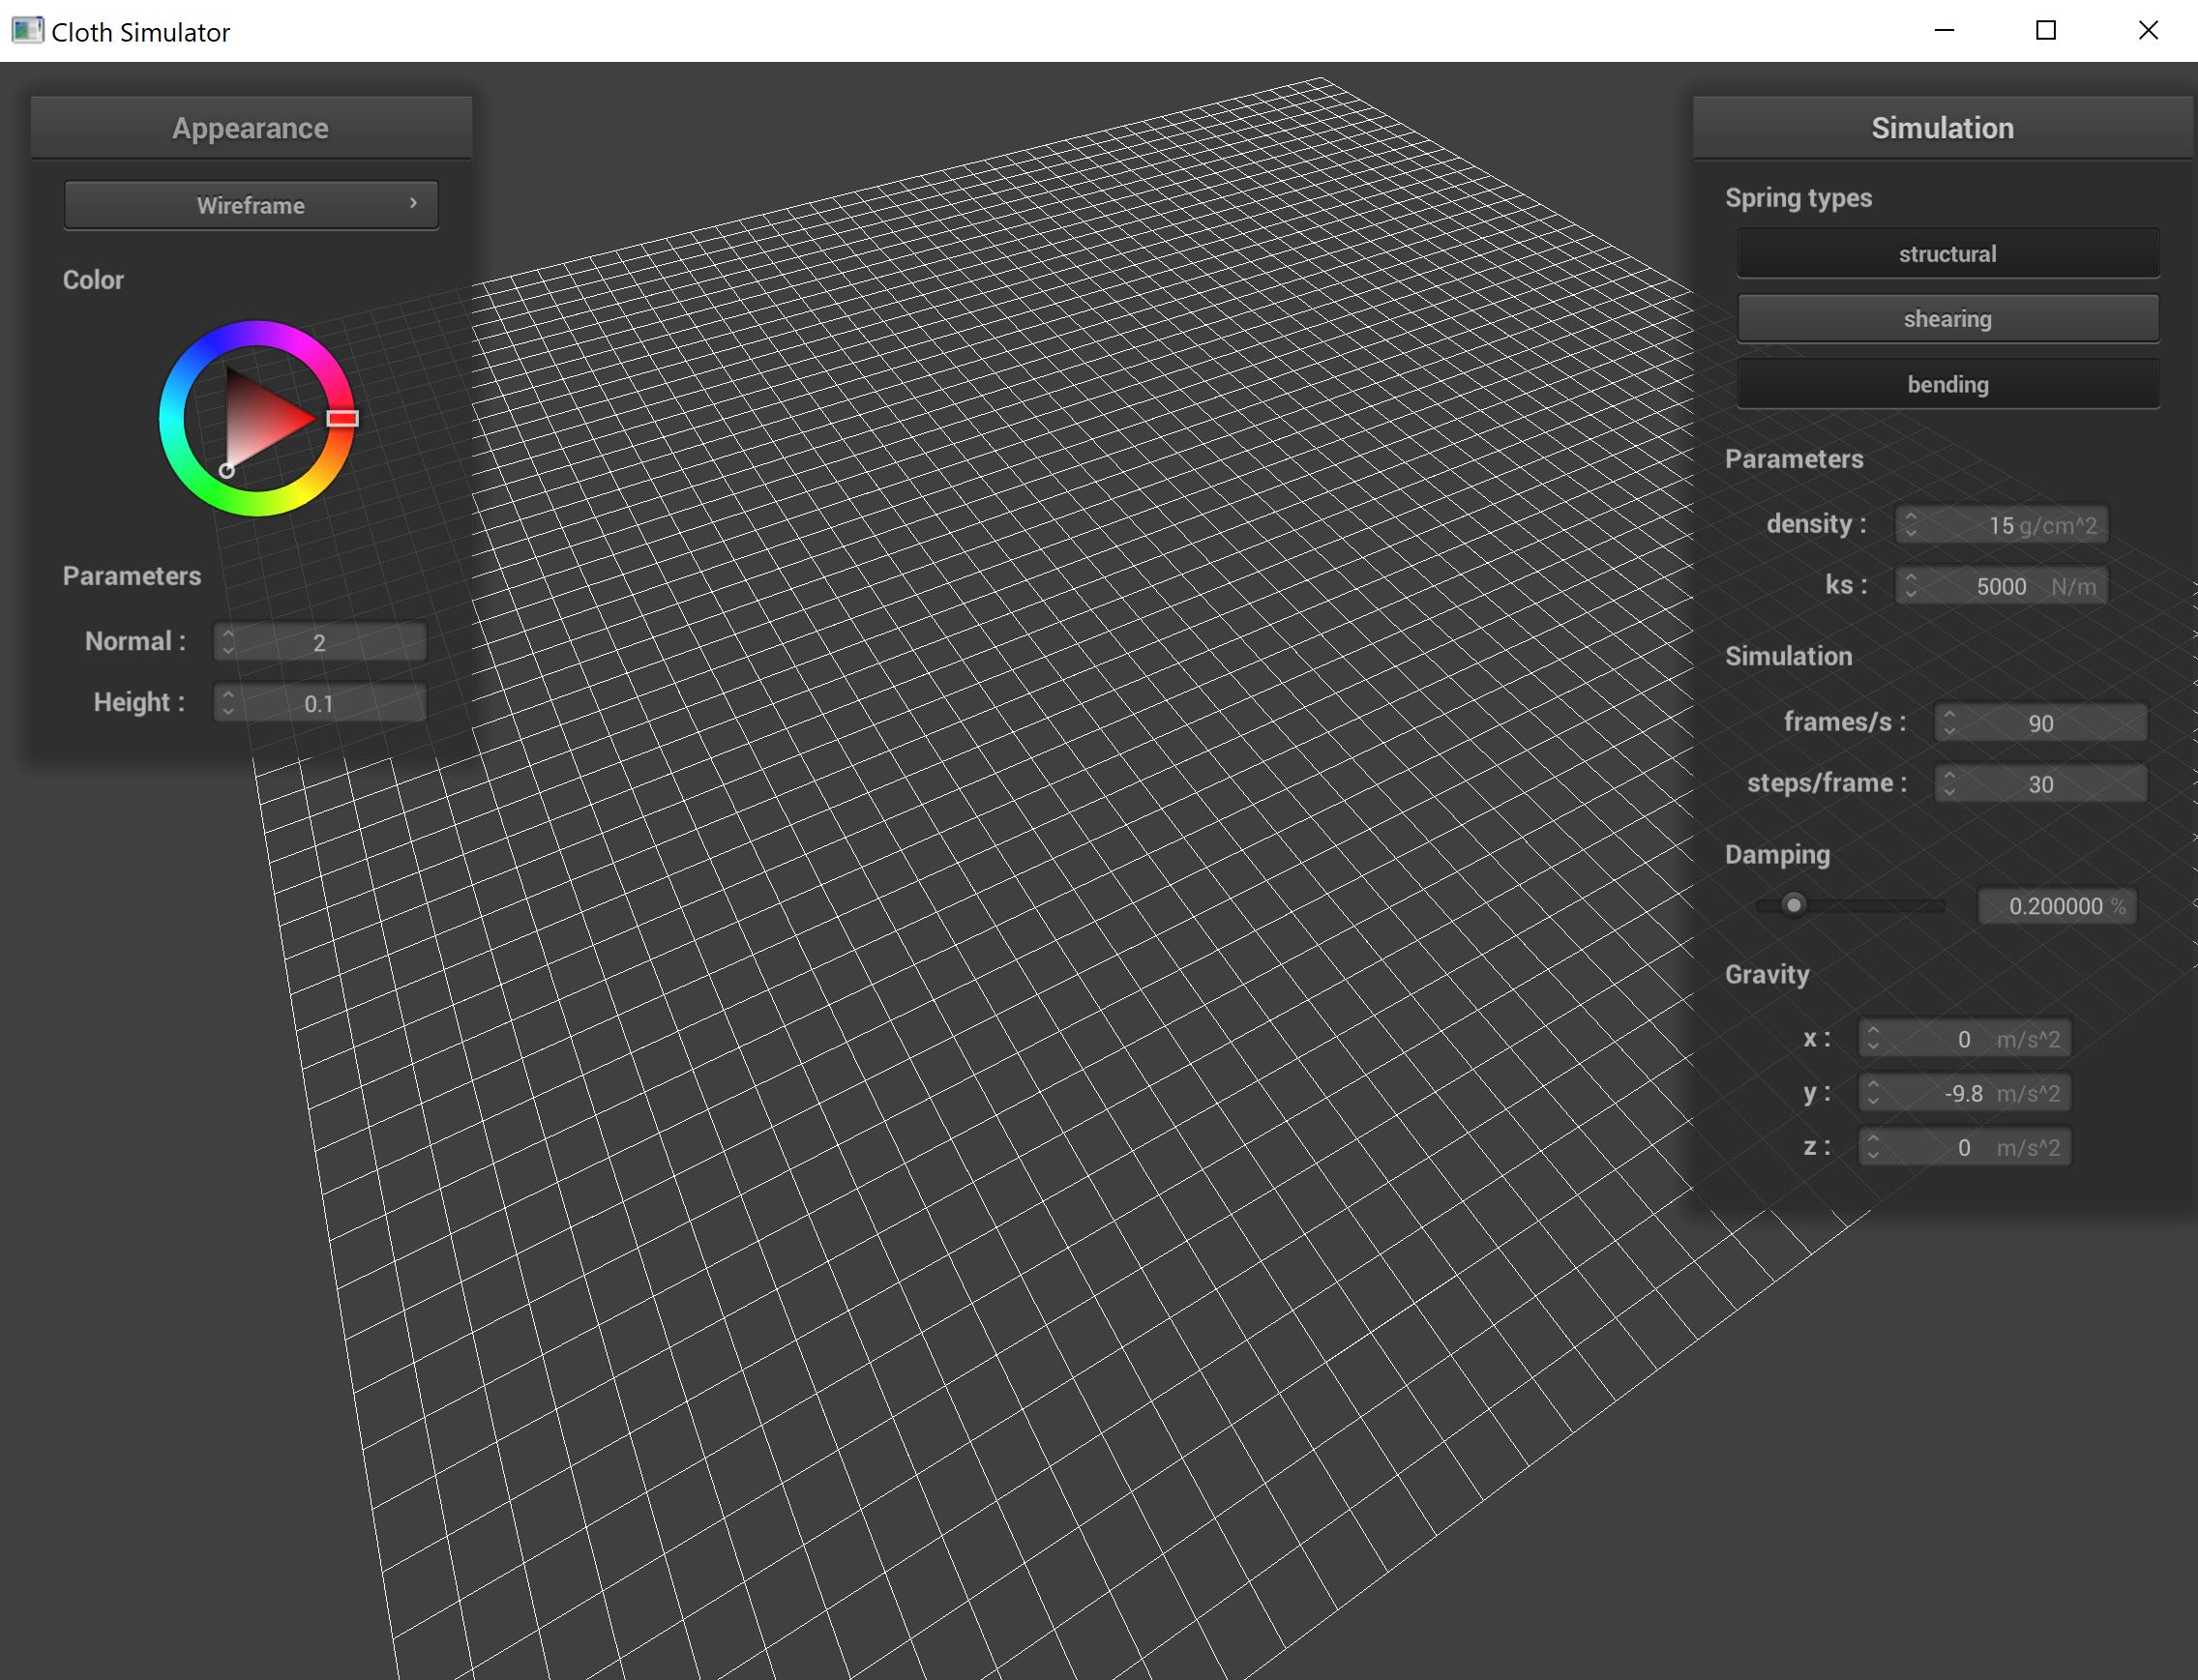 Cloth Simulator
Appearance
Wireframe
Color
Parameters
Normal : 2
Height : 0.1
Simulation
Spring types
structural
shearing
bending
Parameters
density : 15 g/cm^2
ks : 5000 N/m
Simulation
frames/s : 90
steps/frame : 30
Damping
0.200000 %
Gravity
x : 0 m/s^2
y : -9.8 m/s^2
z : 0 m/s^2